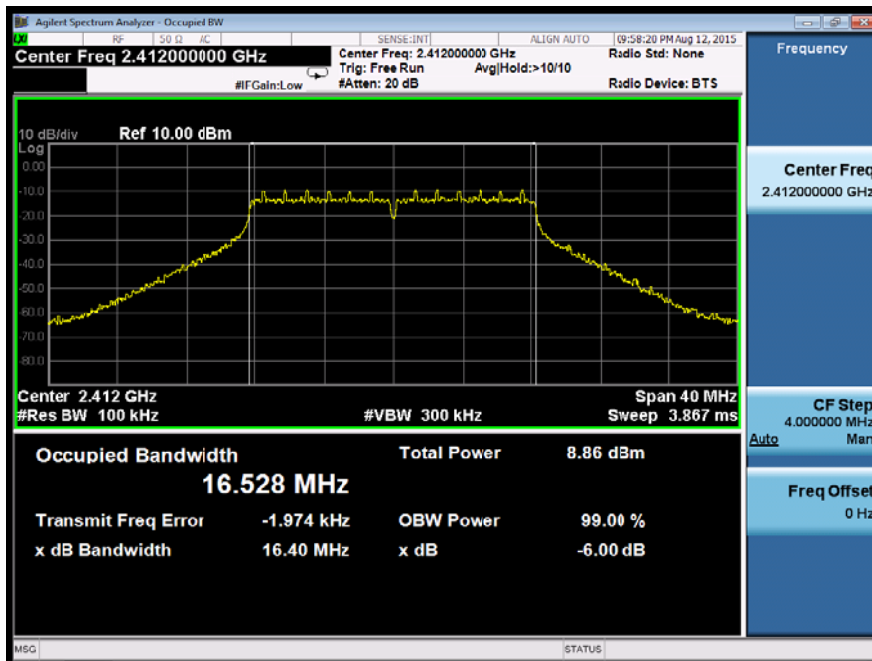 Agilent Spectrum Analyzer - Occupied BW
LXI RF 50 Ω AC SENSE:INT ALIGN AUTO 09:58:20 PM Aug 12, 2015
Center Freq 2.412000000 GHz
Center Freq: 2.412000000 GHz
Radio Std: None
Trig: Free Run Avg|Hold:>10/10
#IFGain:Low #Atten: 20 dB Radio Device: BTS
10 dB/div Ref 10.00 dBm
Log
0.00
-10.0
-20.0
-30.0
-40.0
-50.0
-60.0
-70.0
-80.0
Center 2.412 GHz Span 40 MHz
#Res BW 100 kHz #VBW 300 kHz Sweep 3.867 ms
Occupied Bandwidth Total Power 8.86 dBm
16.528 MHz
Transmit Freq Error -1.974 kHz OBW Power 99.00 %
x dB Bandwidth 16.40 MHz x dB -6.00 dB
Frequency
Center Freq
2.412000000 GHz
CF Step
4.000000 MHz
Auto Man
Freq Offset
0 Hz
MSG STATUS